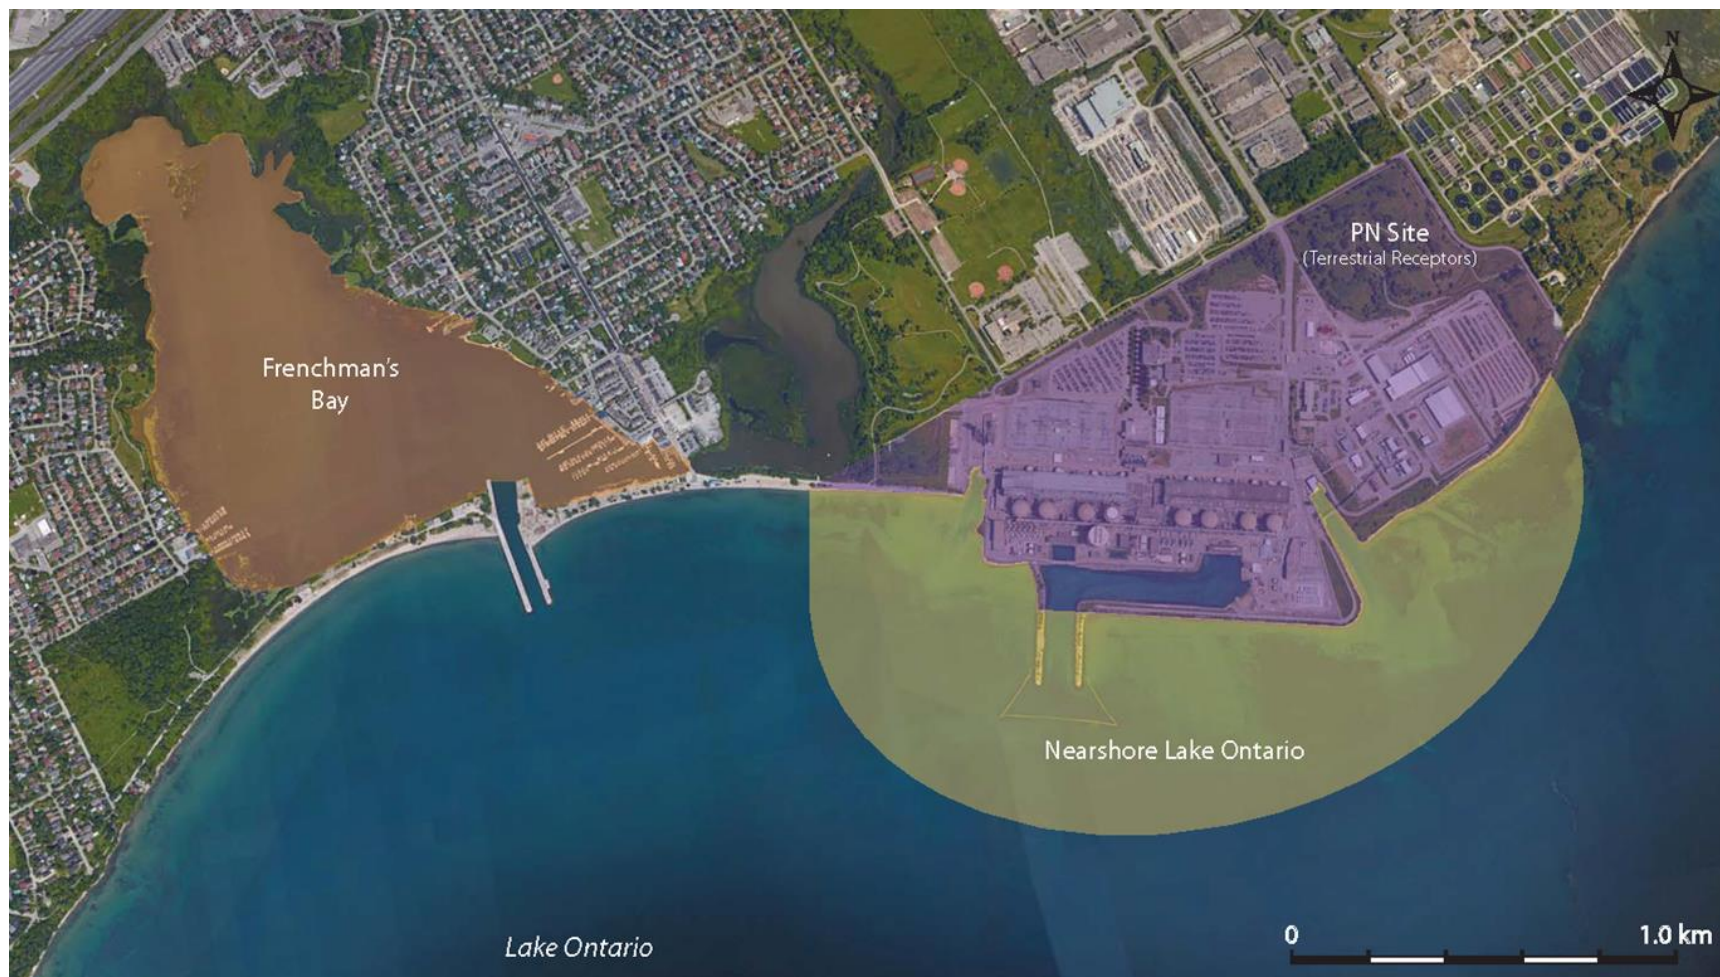 N
PN Site
(Terrestrial Receptors)
Frenchman's
Bay
Nearshore Lake Ontario
Lake Ontario
0 1.0 km